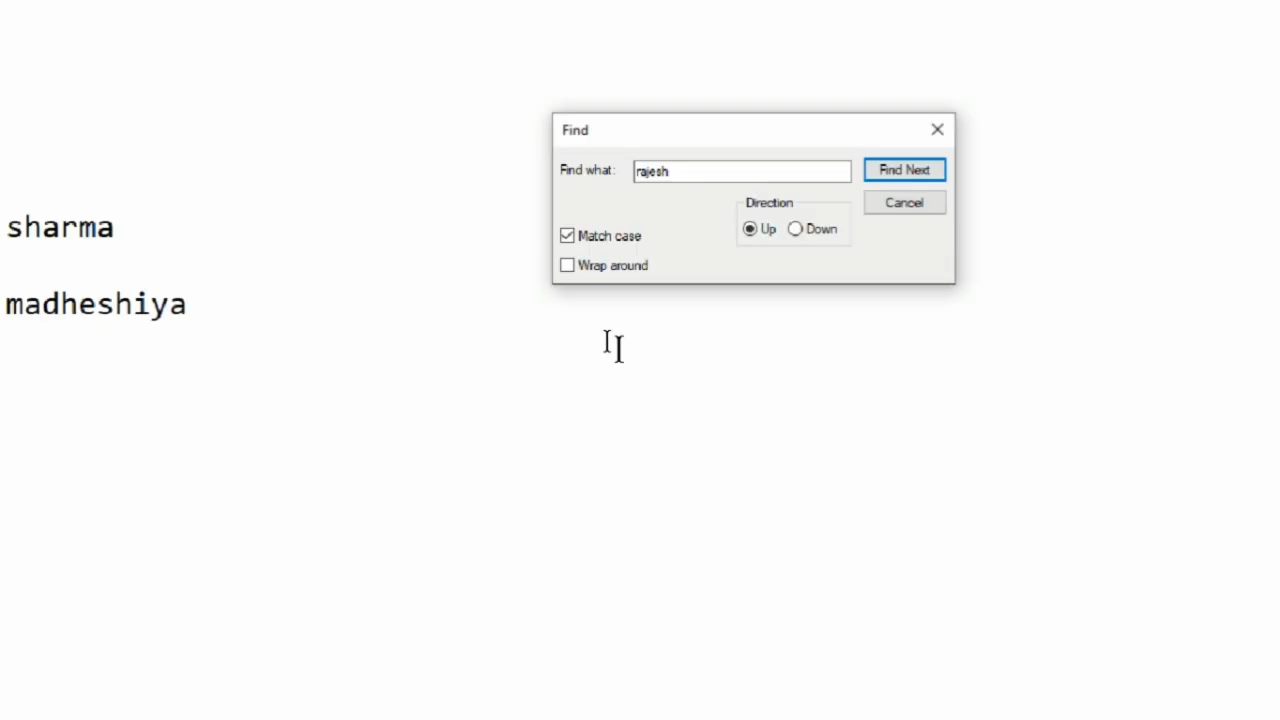 Find
Find what: rajesh Find Next
Direction Cancel
sharma
Up Down
Match case
Wrap around
madheshiya